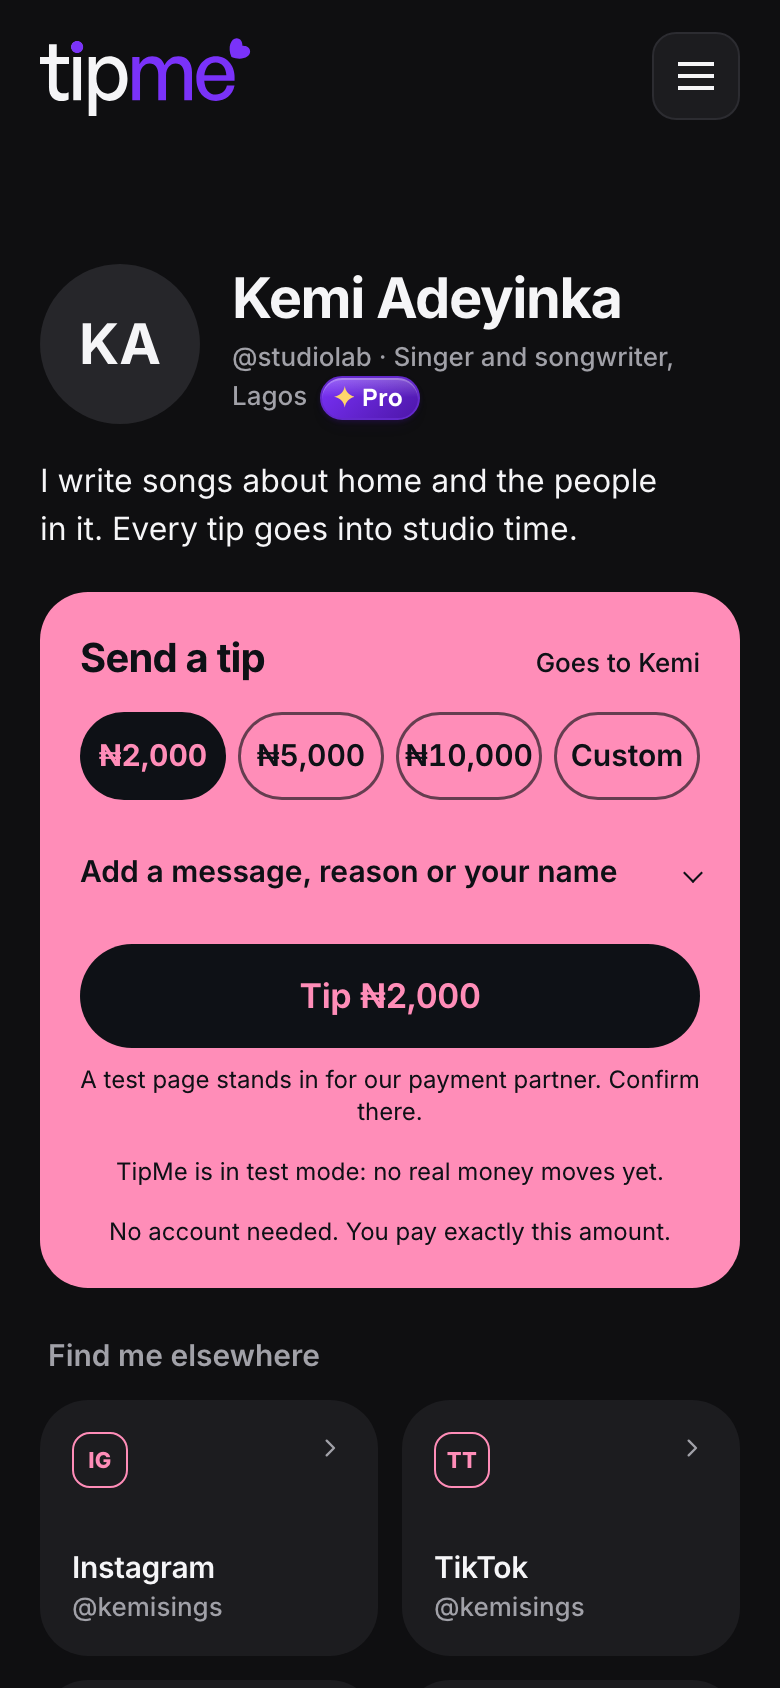 tipme
KA
Kemi Adeyinka
@studiolab · Singer and songwriter,
Lagos ✦ Pro
I write songs about home and the people
in it. Every tip goes into studio time.
Send a tip
Goes to Kemi
₦2,000 ₦5,000 ₦10,000 Custom
Add a message, reason or your name
Tip ₦2,000
A test page stands in for our payment partner. Confirm
there.
TipMe is in test mode: no real money moves yet.
No account needed. You pay exactly this amount.
Find me elsewhere
IG
Instagram
@kemisings
TT
TikTok
@kemisings